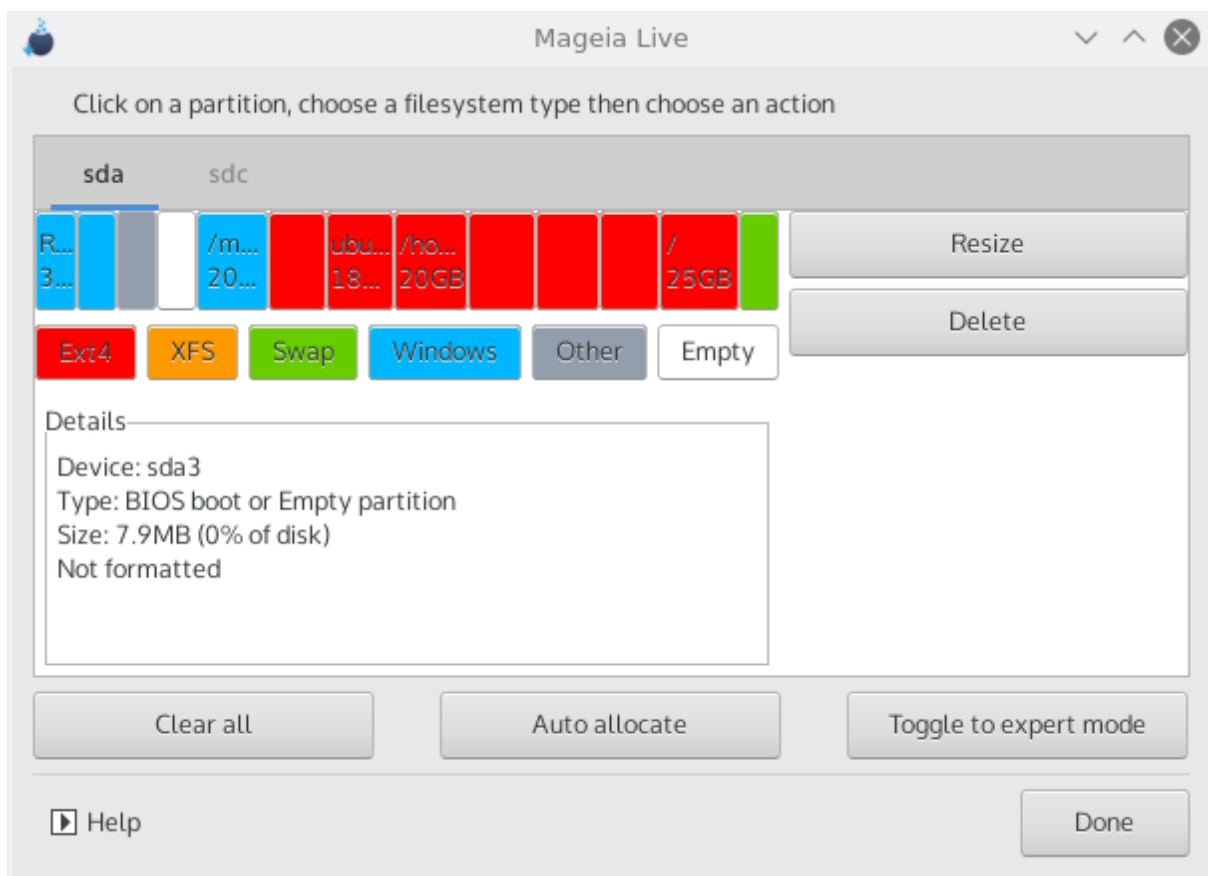 Mageia Live
Click on a partition, choose a filesystem type then choose an action
sda sdc
R... /m... ubu... /ho... /
3... 20... 18... 20GB 25GB
Resize
Delete
Ext4 XFS Swap Windows Other Empty
Details
Device: sda3
Type: BIOS boot or Empty partition
Size: 7.9MB (0% of disk)
Not formatted
Clear all Auto allocate Toggle to expert mode
Help Done